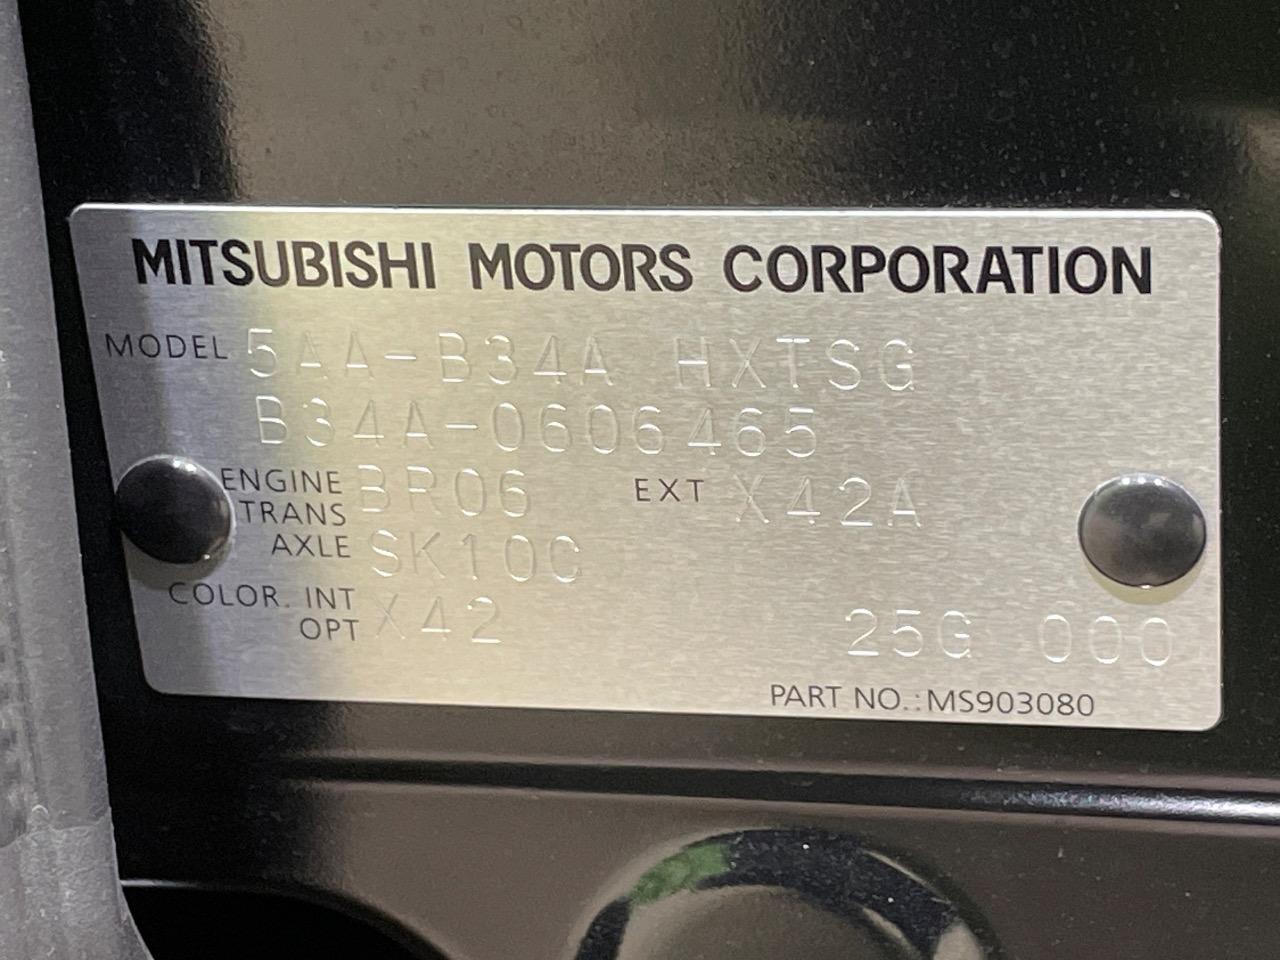 MITSUBISHI MOTORS CORPORATION
MODEL 5AA-B34A HXTSG
B34A-0606465
ENGINE BR06 EXT X42A
TRANS
AXLE SK10C
COLOR. INT
OPT X42 25G 000
PART NO.:MS903080